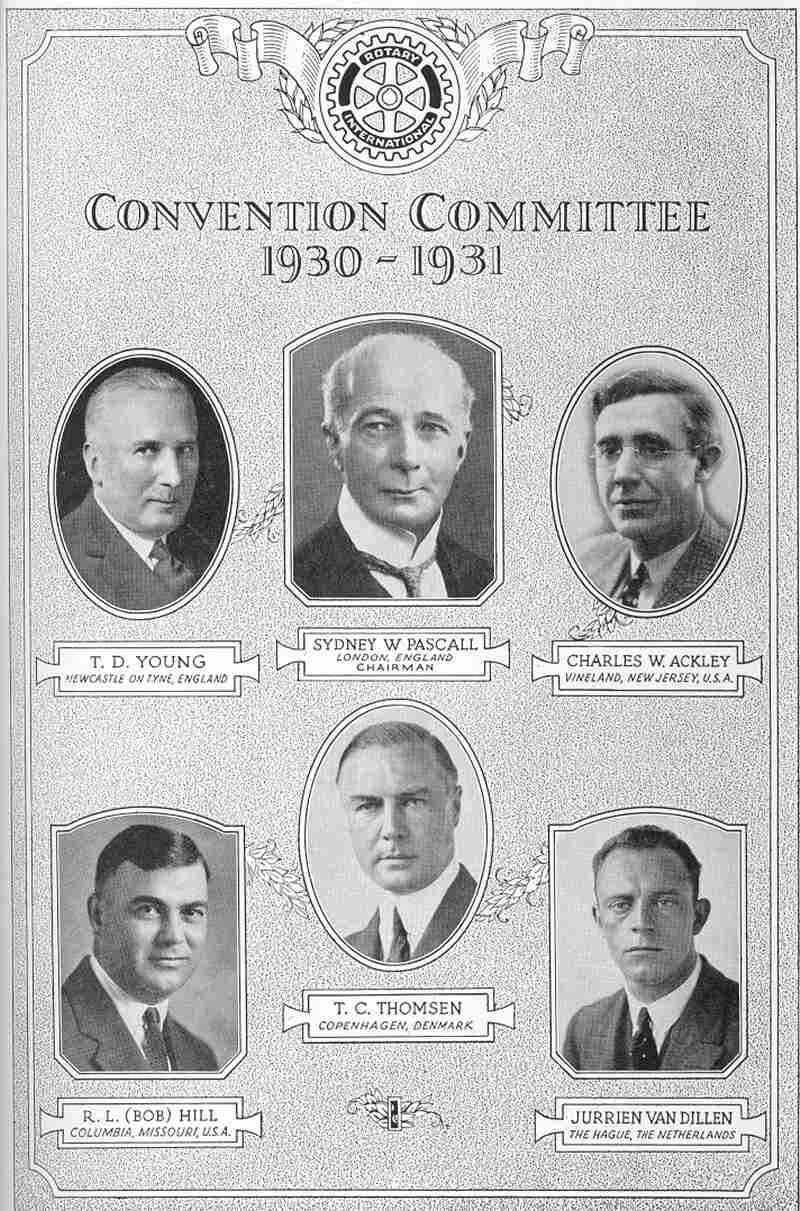 ROTARY
INTERNATIONAL
CONVENTION COMMITTEE
1930 - 1931
T. D. YOUNG
NEWCASTLE ON TYNE, ENGLAND
SYDNEY W PASCALL
LONDON, ENGLAND
CHAIRMAN
CHARLES W. ACKLEY
VINELAND, NEW JERSEY, U.S.A.
T. C. THOMSEN
COPENHAGEN, DENMARK
R. L. (BOB) HILL
COLUMBIA, MISSOURI, U.S.A.
JURRIEN VAN DILLEN
THE HAGUE, THE NETHERLANDS